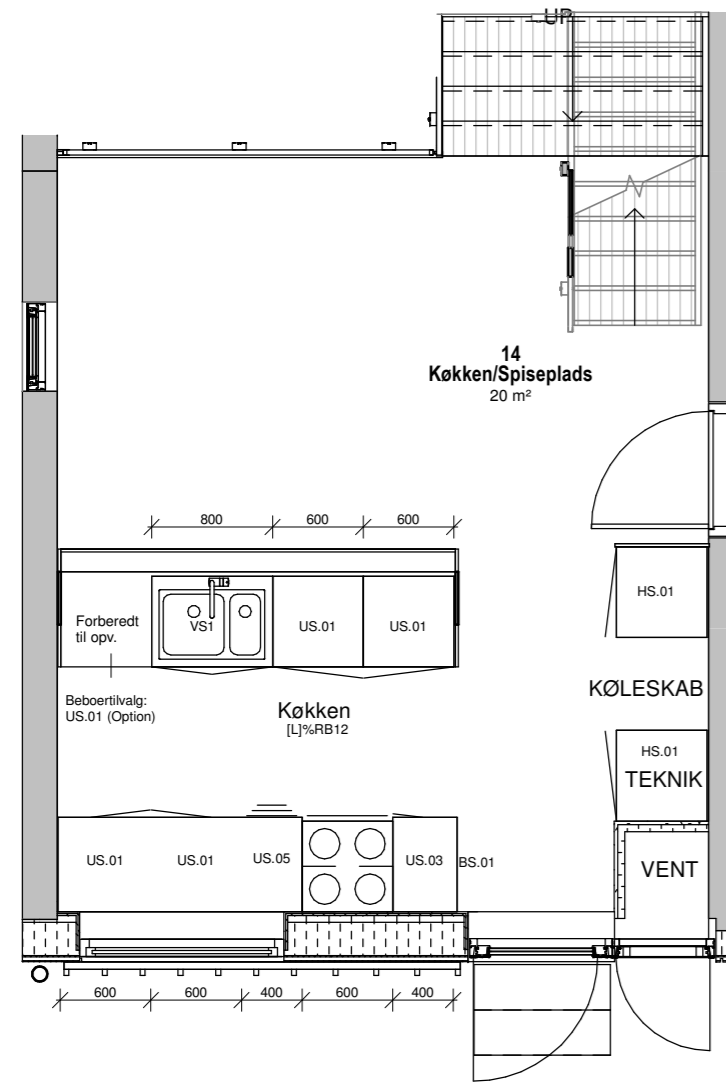 UP
14
Køkken/Spiseplads
20 m²
800 600 600
HS.01
Forberedt
til opv.
VS1
US.01
US.01
KØLESKAB
Beboertilvalg:
US.01 (Option)
Køkken
[L]%RB12
HS.01
TEKNIK
US.01
US.01
US.05
US.03
BS.01
VENT
600 600 400 600 400